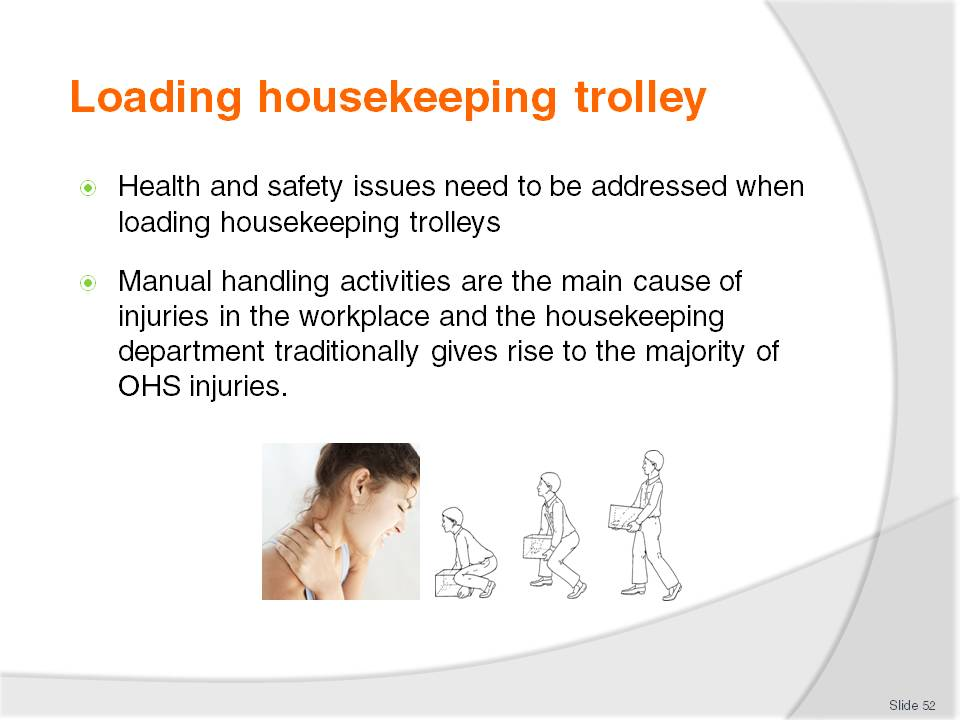 Loading housekeeping trolley
Health and safety issues need to be addressed when
loading housekeeping trolleys
Manual handling activities are the main cause of
injuries in the workplace and the housekeeping
department traditionally gives rise to the majority of
OHS injuries.
Slide 52